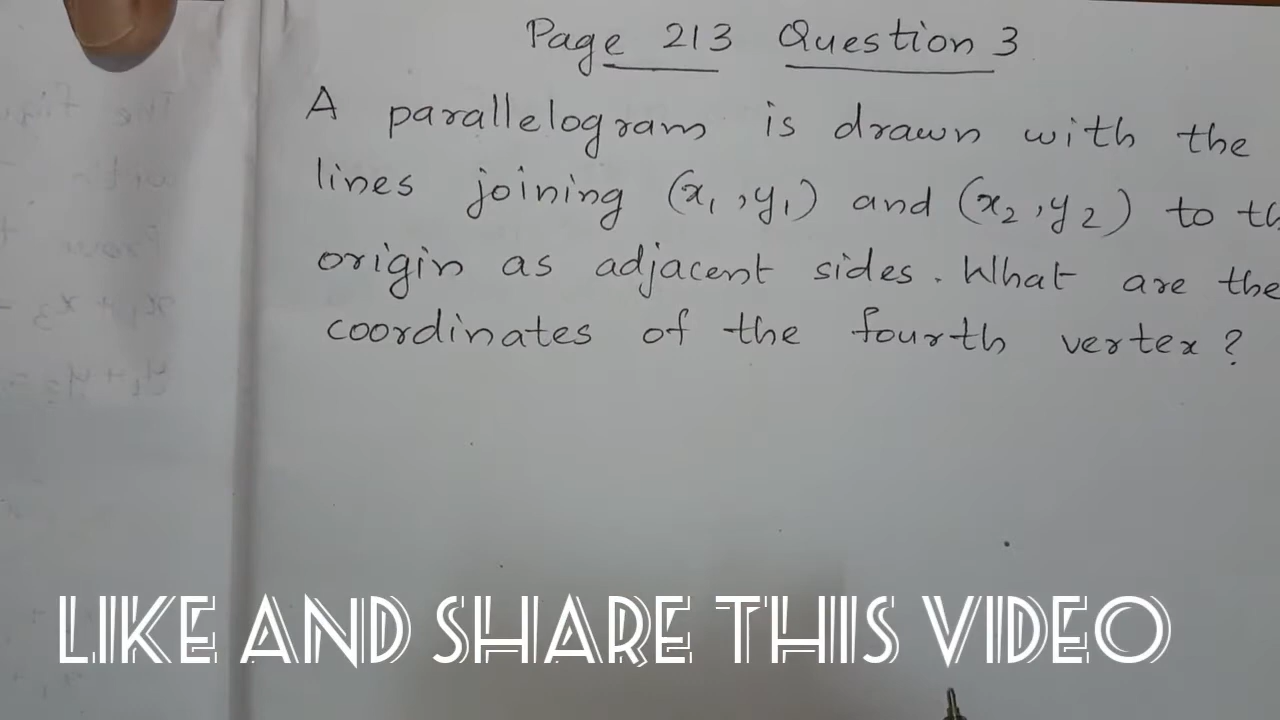 Page 213 Question 3
A parallelogram is drawn with the
lines joining (x₁,y₁) and (x₂,y₂) to th
origin as adjacent sides. What are the
coordinates of the fourth vertex?
LIKE AND SHARE THIS VIDEO